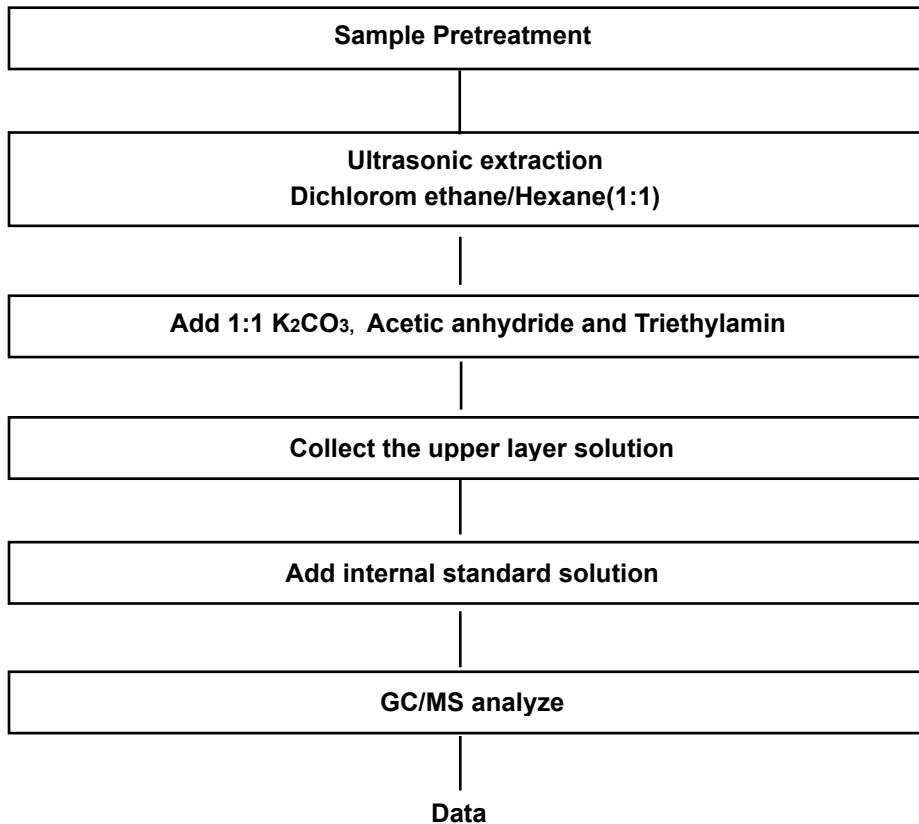 Sample Pretreatment
Ultrasonic extraction
Dichlorom ethane/Hexane(1:1)
Add 1:1 K₂CO₃, Acetic anhydride and Triethylamin
Collect the upper layer solution
Add internal standard solution
GC/MS analyze
Data